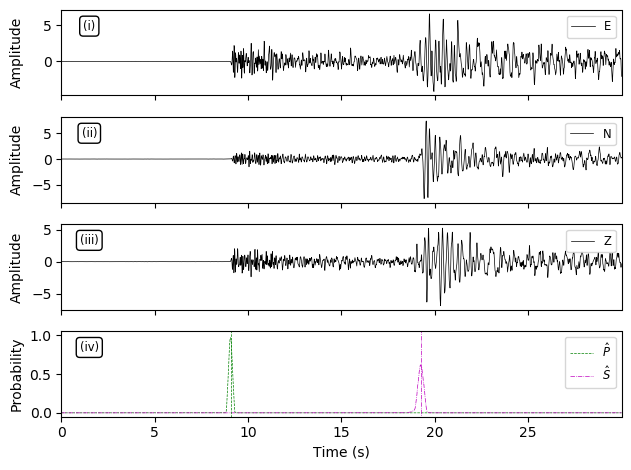 (i)
E
Amplitude
5
0
(ii)
N
Amplitude
5
0
−5
(iii)
Z
Amplitude
5
0
−5
(iv)
P̂
Ŝ
Probability
1.0
0.5
0.0
0 5 10 15 20 25
Time (s)